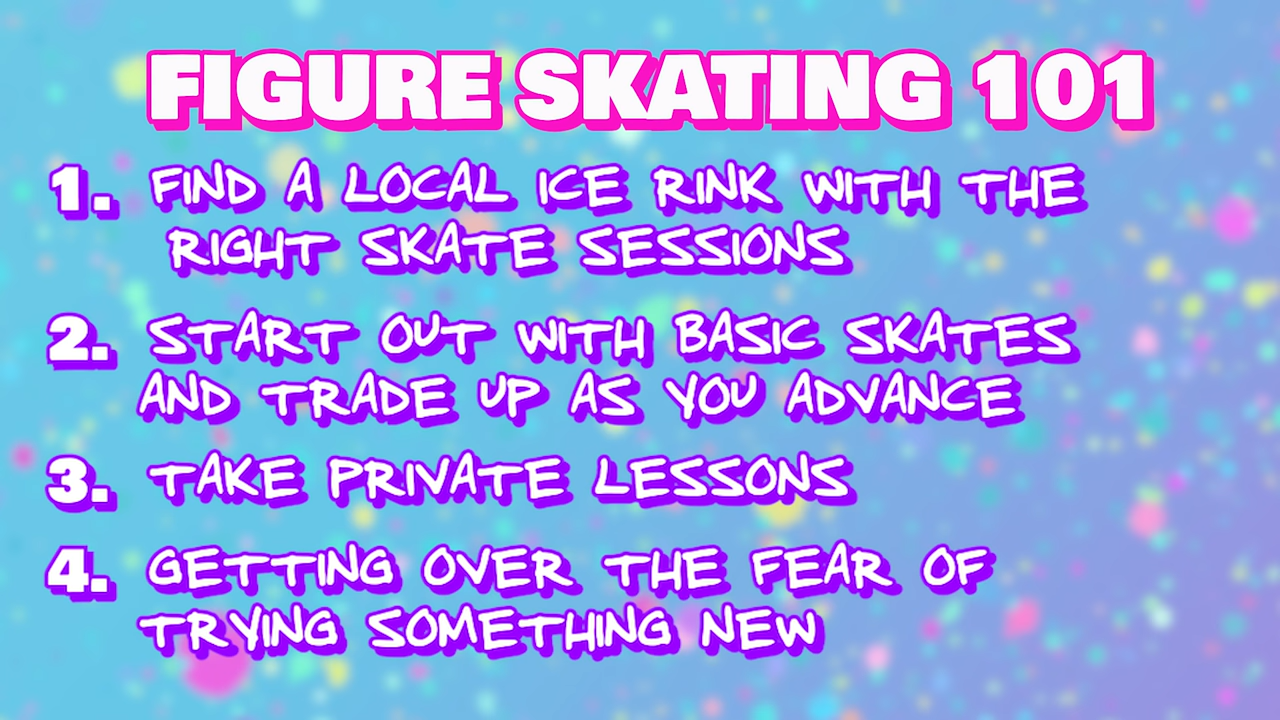 FIGURE SKATING 101
1. FIND A LOCAL ICE RINK WITH THE
RIGHT SKATE SESSIONS
2. START OUT WITH BASIC SKATES
AND TRADE UP AS YOU ADVANCE
3. TAKE PRIVATE LESSONS
4. GETTING OVER THE FEAR OF
TRYING SOMETHING NEW